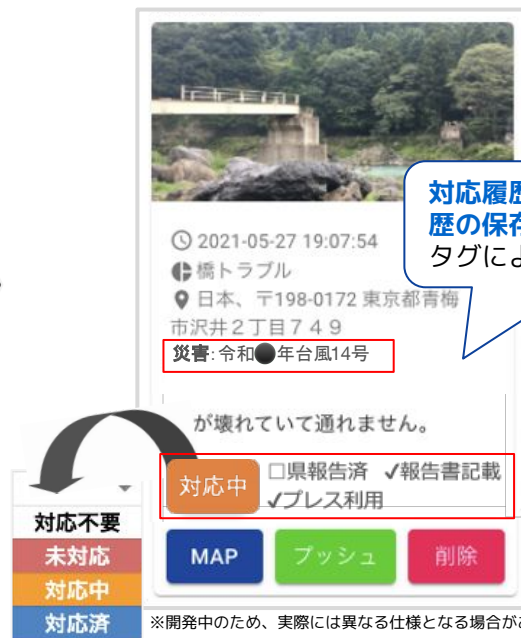 対応履歴
歴の保存
タグによ
2021-05-27 19:07:54
橋トラブル
日本、〒198-0172 東京都青梅
市沢井２丁目７４９
災害:令和●年台風14号
が壊れていて通れません。
対応中
□県報告済 ✓報告書記載
✓プレス利用
MAP プッシュ 削除
対応不要
未対応
対応中
対応済
※開発中のため、実際には異なる仕様となる場合が